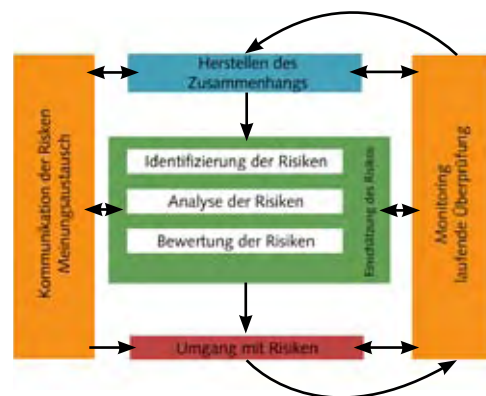 Herstellen des
Zusammenhangs
Kommunikation der Risken
Meinungsaustausch
Identifizierung der Risiken
Analyse der Risiken
Bewertung der Risiken
Einschätzung des Risikos
Monitoring
laufende Überprüfung
Umgang mit Risiken